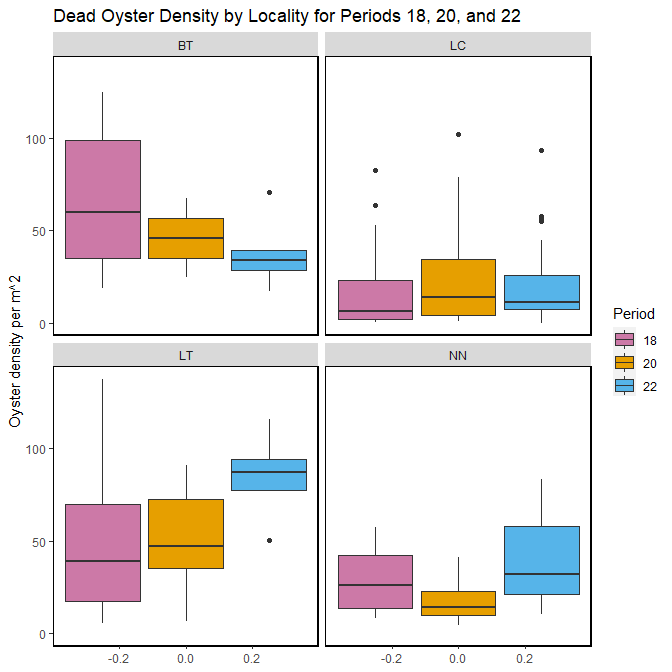 Dead Oyster Density by Locality for Periods 18, 20, and 22
BT
LC
100
50
0
LT
NN
100
50
0
-0.2
0.0
0.2
-0.2
0.0
0.2
Oyster density per m^2
Period
18
20
22